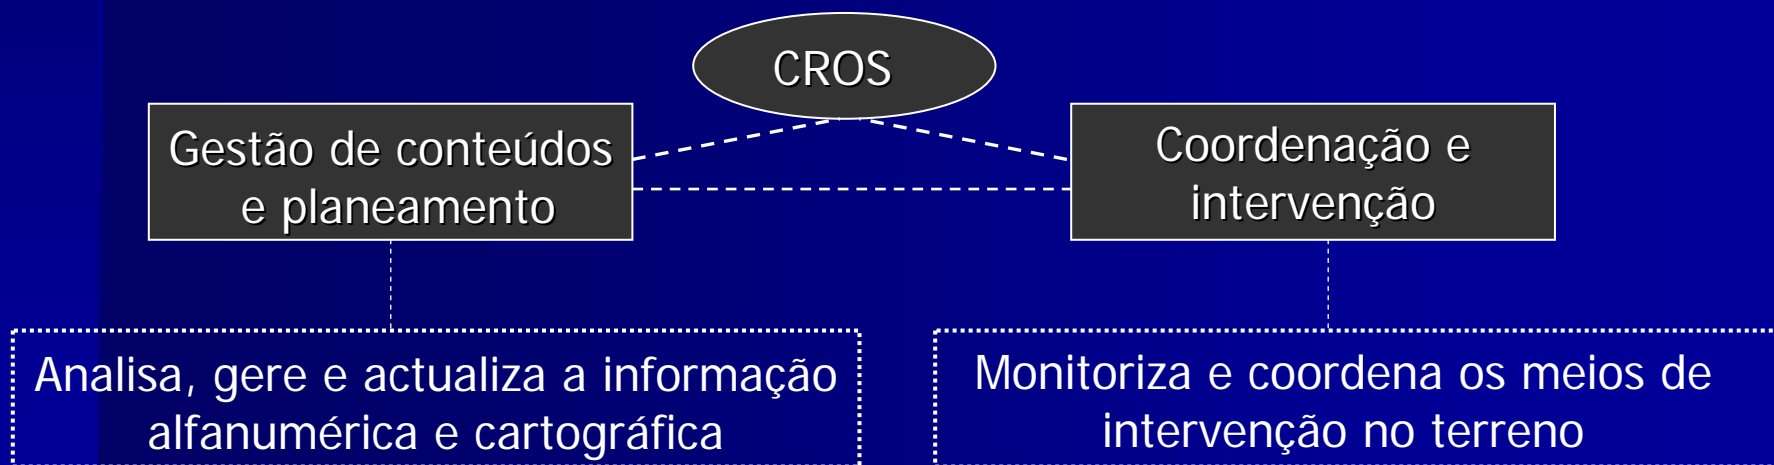 CROS
Gestão de conteúdos
e planeamento
Coordenação e
intervenção
Analisa, gere e actualiza a informação
alfanumérica e cartográfica
Monitoriza e coordena os meios de
intervenção no terreno